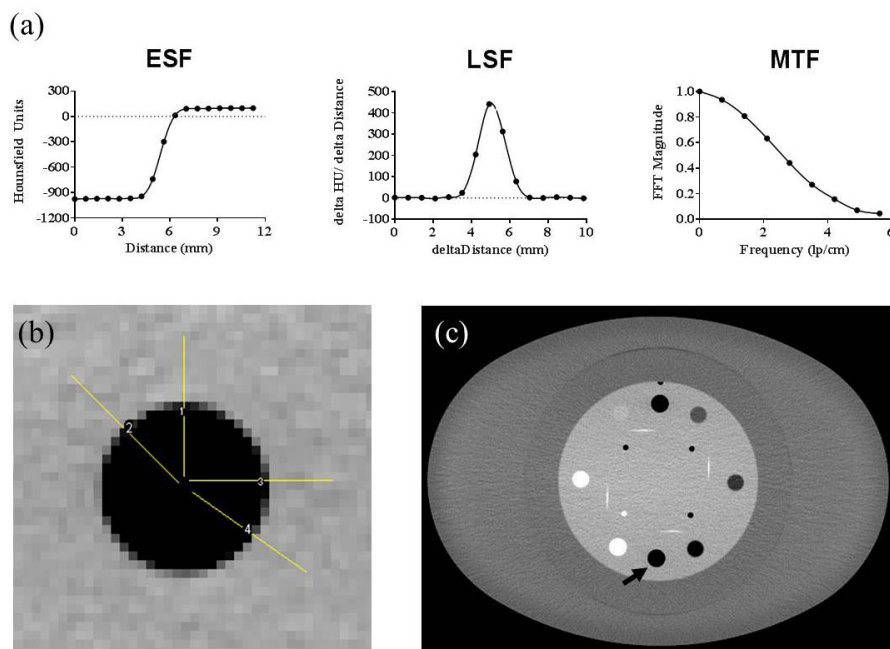 (a)
ESF
LSF
MTF
Hounsfield Units
300
0
-300
-600
-900
-1200
0 3 6 9 12
Distance (mm)
delta HU/ delta Distance
500
400
300
200
100
0
-100
0 2 4 6 8 10
deltaDistance (mm)
FFT Magnitude
1.0
0.8
0.6
0.4
0.2
0.0
0 2 4 6
Frequency (lp/cm)
(b)
1
2
3
4
(c)